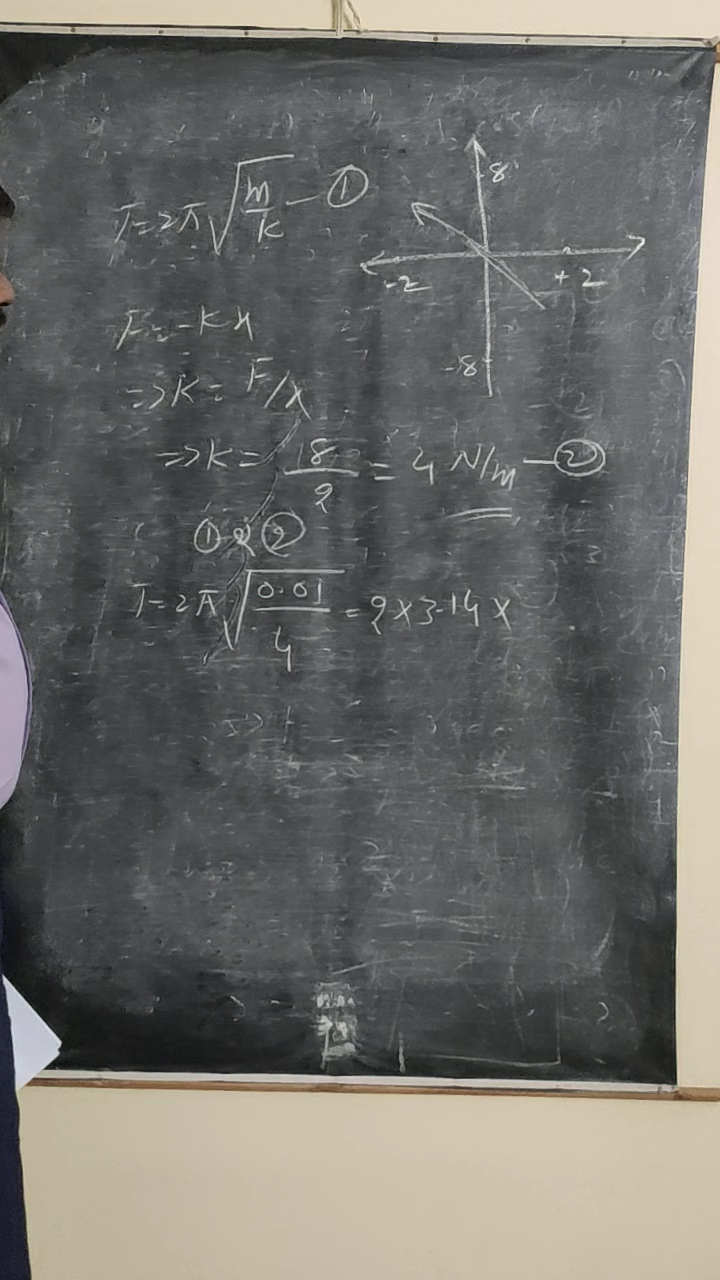 T=2π√(m/K) — ①
F=-Kx
=> K= F/x
=> K= 8/2 = 4 N/m — ②
① & ②
T=2π√(0.01/4) = 2×3.14×
8
-2
+2
-8